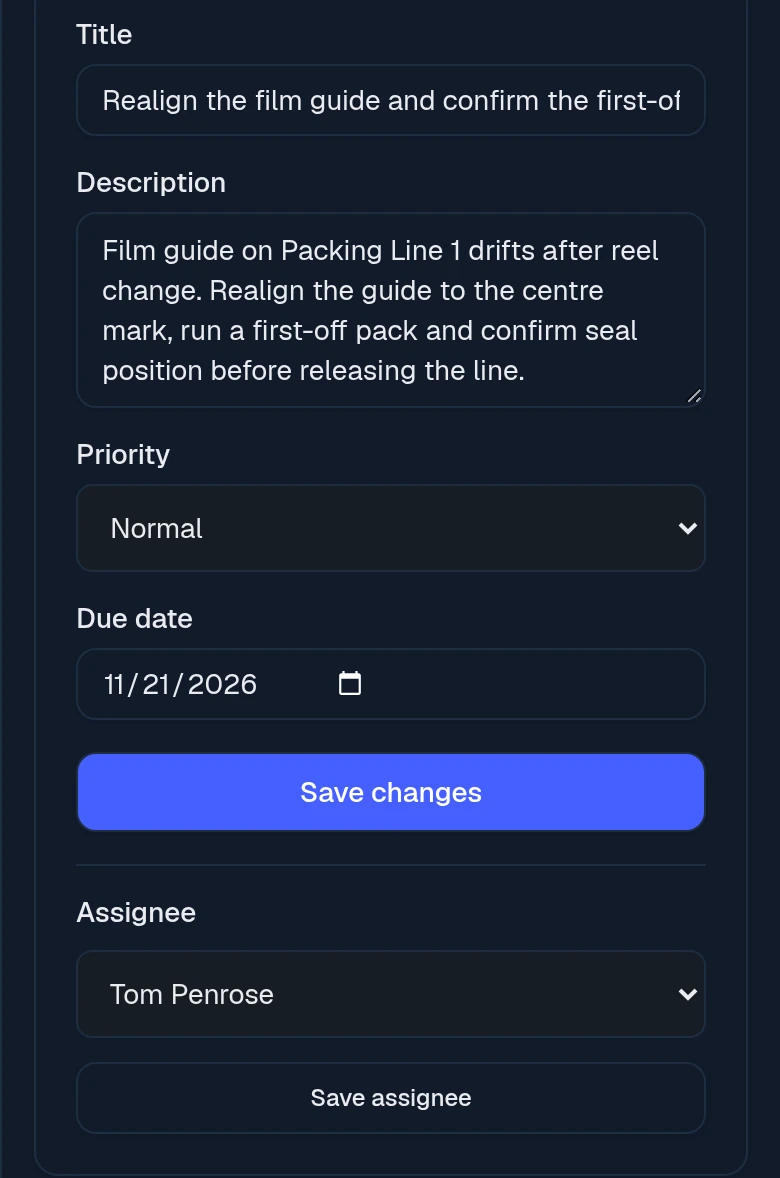 Title
Realign the film guide and confirm the first-of
Description
Film guide on Packing Line 1 drifts after reel
change. Realign the guide to the centre
mark, run a first-off pack and confirm seal
position before releasing the line.
Priority
Normal
Due date
11/21/2026
Save changes
Assignee
Tom Penrose
Save assignee